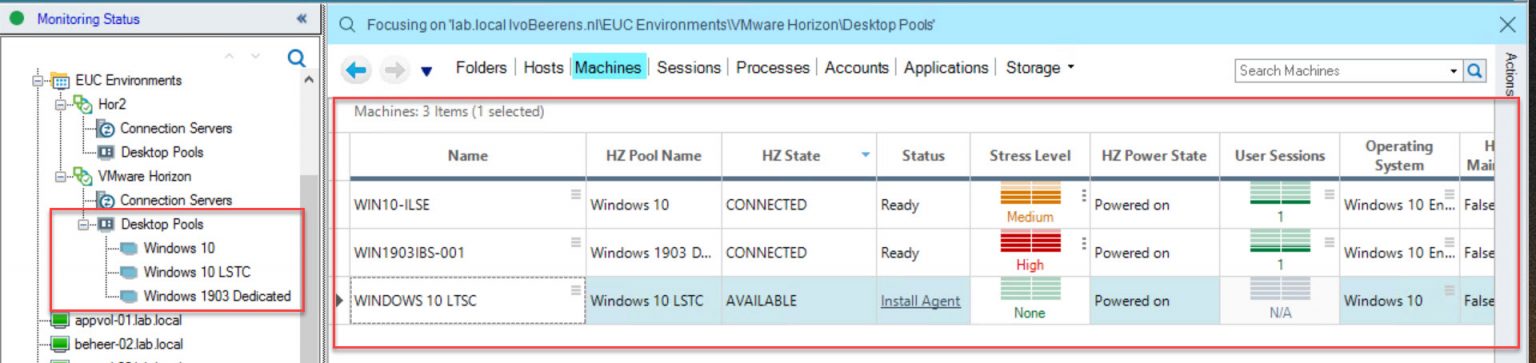 Monitoring Status «
EUC Environments
Hor2
Connection Servers
Desktop Pools
VMware Horizon
Connection Servers
Desktop Pools
Windows 10
Windows 10 LSTC
Windows 1903 Dedicated
appvol-01.lab.local
beheer-02.lab.local
Focusing on 'lab.local IvoBeerens.nl\EUC Environments\VMware Horizon\Desktop Pools'
Folders | Hosts | Machines | Sessions | Processes | Accounts | Applications | Storage
Search Machines
Actions
Machines: 3 Items (1 selected)
Name HZ Pool Name HZ State Status Stress Level HZ Power State User Sessions Operating System
WIN10-ILSE Windows 10 CONNECTED Ready Medium Powered on 1 Windows 10 En... False
WIN1903IBS-001 Windows 1903 D... CONNECTED Ready High Powered on 1 Windows 10 En... False
WINDOWS 10 LTSC Windows 10 LSTC AVAILABLE Install Agent None Powered on N/A Windows 10 False